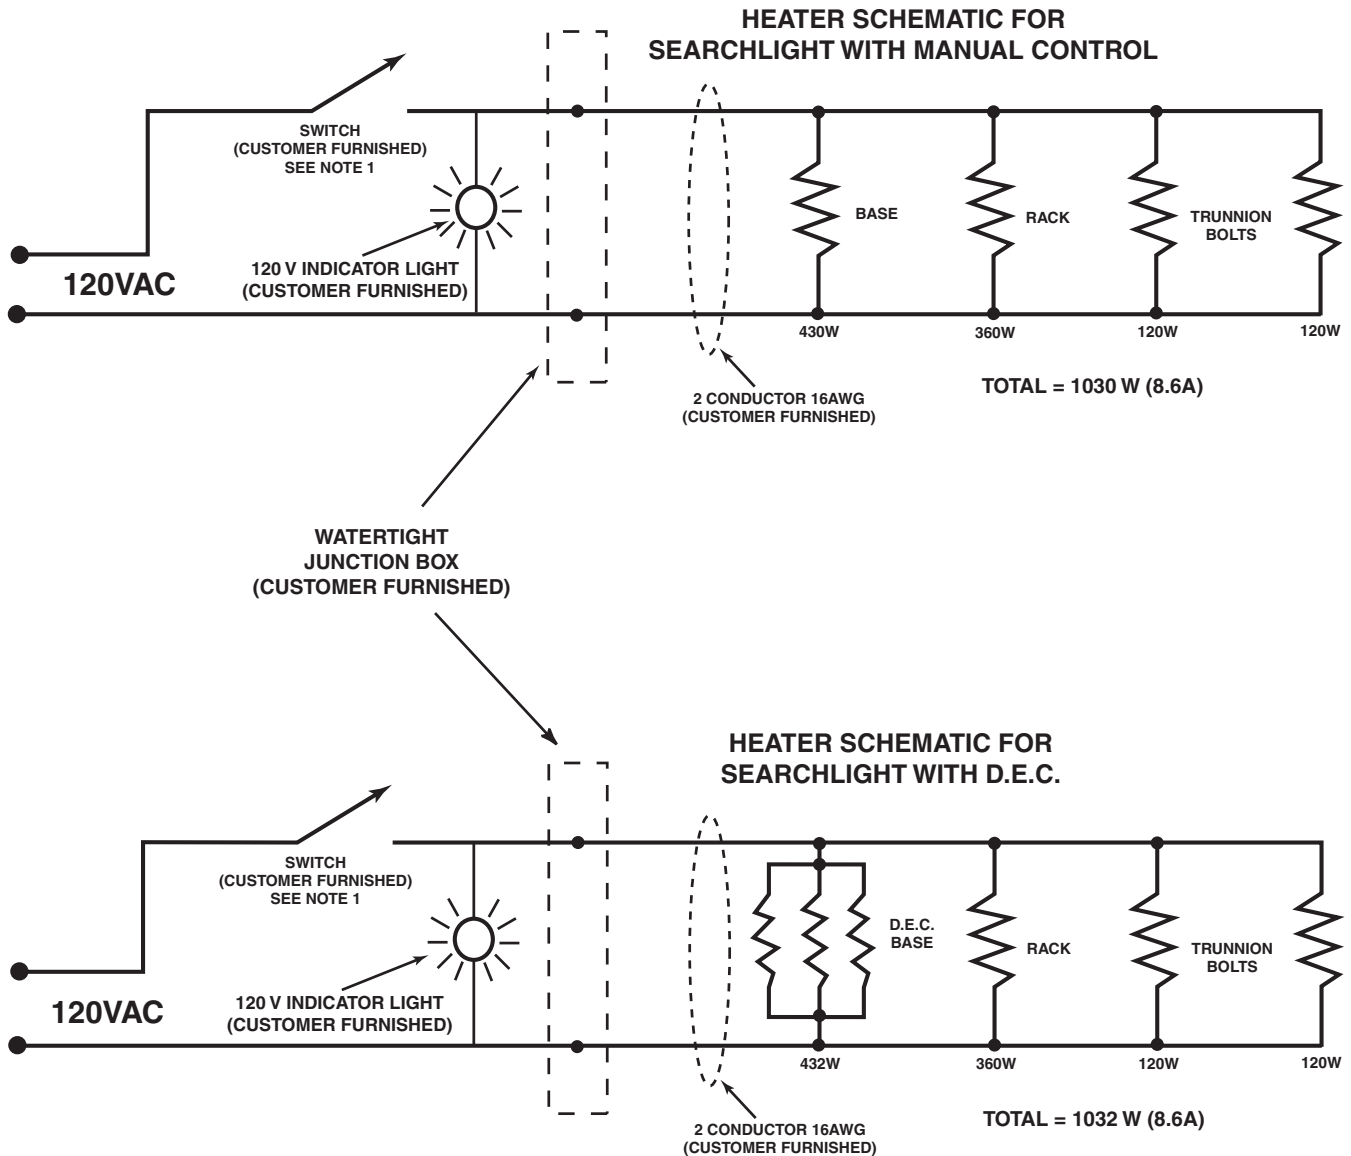 HEATER SCHEMATIC FOR
SEARCHLIGHT WITH MANUAL CONTROL
SWITCH
(CUSTOMER FURNISHED)
SEE NOTE 1
BASE
RACK
TRUNNION
BOLTS
120VAC
120 V INDICATOR LIGHT
(CUSTOMER FURNISHED)
430W
360W
120W
120W
2 CONDUCTOR 16AWG
(CUSTOMER FURNISHED)
TOTAL = 1030 W (8.6A)
WATERTIGHT
JUNCTION BOX
(CUSTOMER FURNISHED)
HEATER SCHEMATIC FOR
SEARCHLIGHT WITH D.E.C.
SWITCH
(CUSTOMER FURNISHED)
SEE NOTE 1
D.E.C.
BASE
RACK
TRUNNION
BOLTS
120VAC
120 V INDICATOR LIGHT
(CUSTOMER FURNISHED)
432W
360W
120W
120W
2 CONDUCTOR 16AWG
(CUSTOMER FURNISHED)
TOTAL = 1032 W (8.6A)